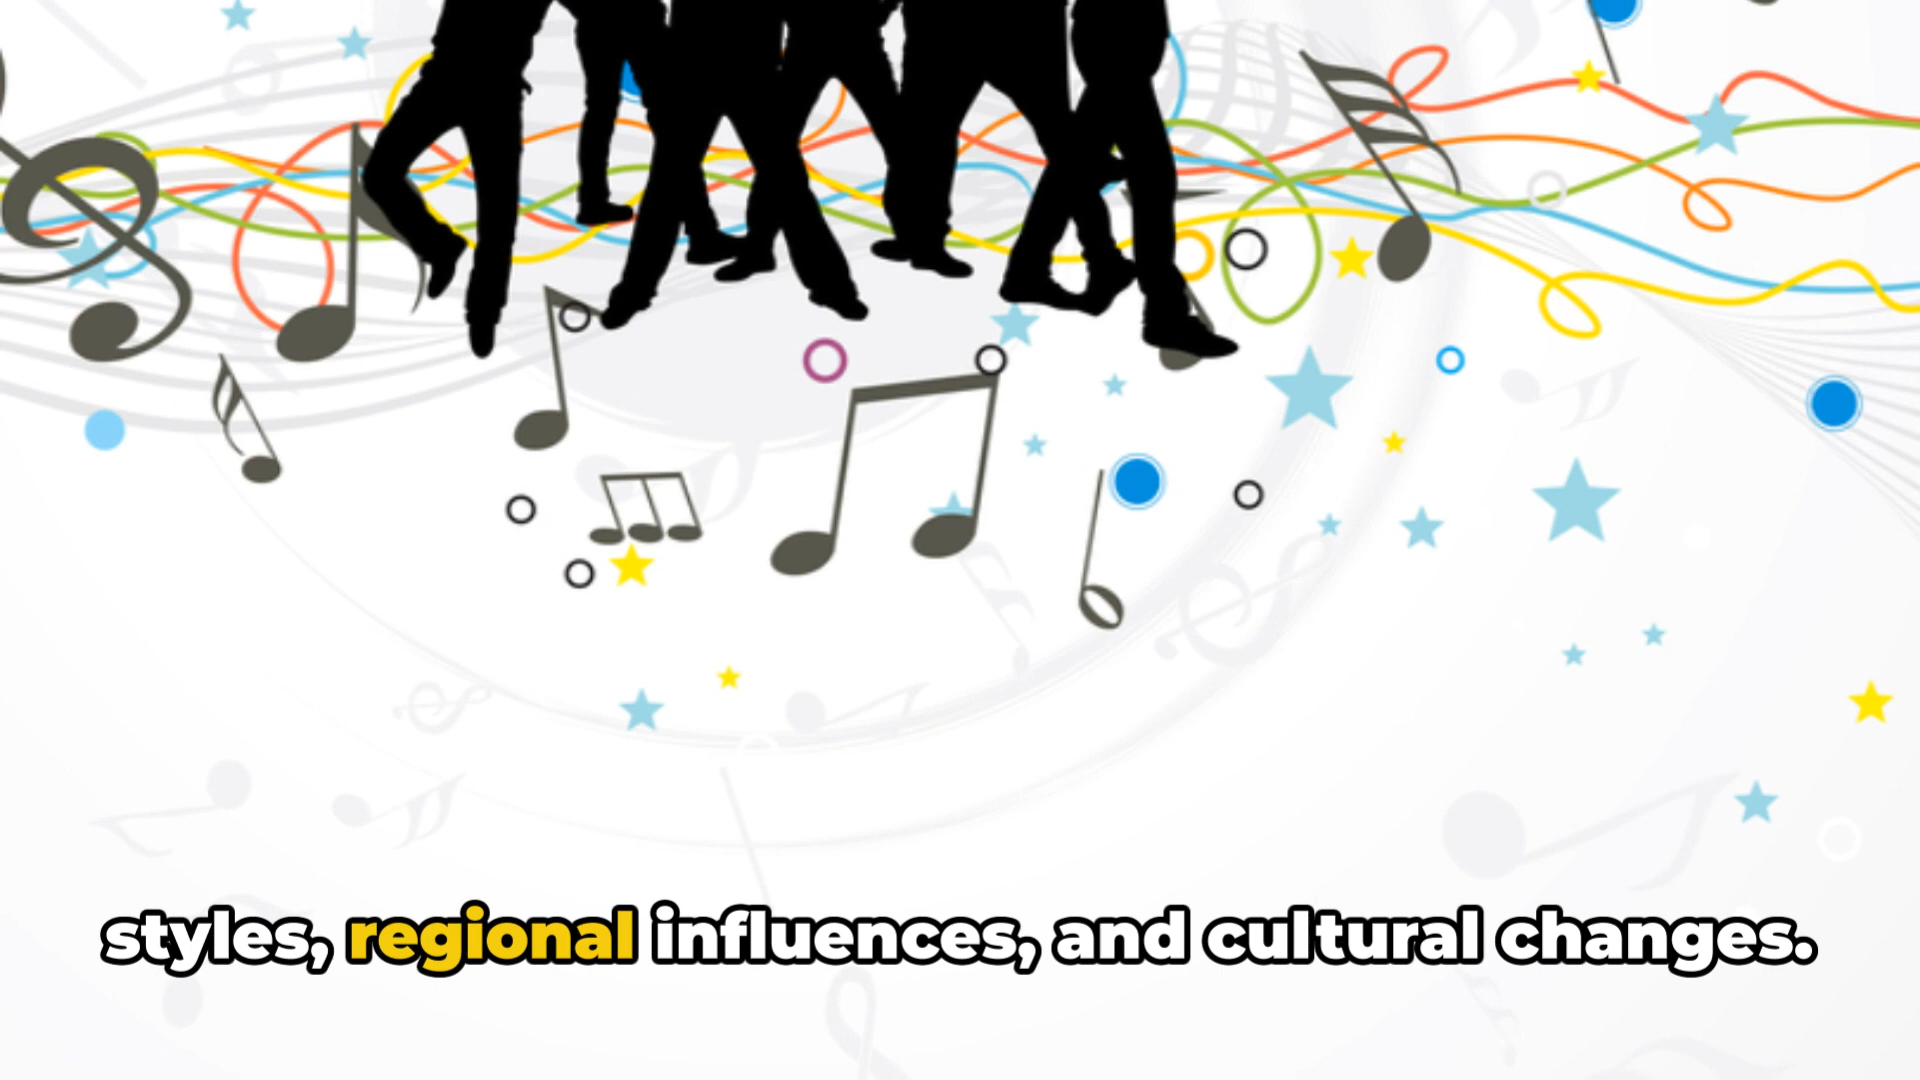 styles, regional influences, and cultural changes.